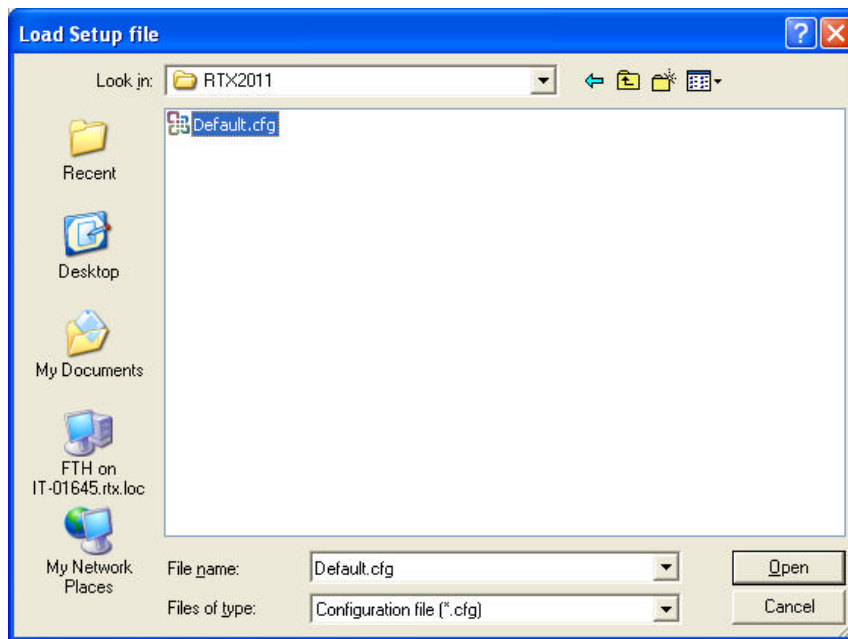 Load Setup file
Look in: RTX2011
Default.cfg
Recent
Desktop
My Documents
FTH on
IT-01645.rtx.loc
My Network
Places
File name: Default.cfg
Open
Files of type: Configuration file (*.cfg)
Cancel